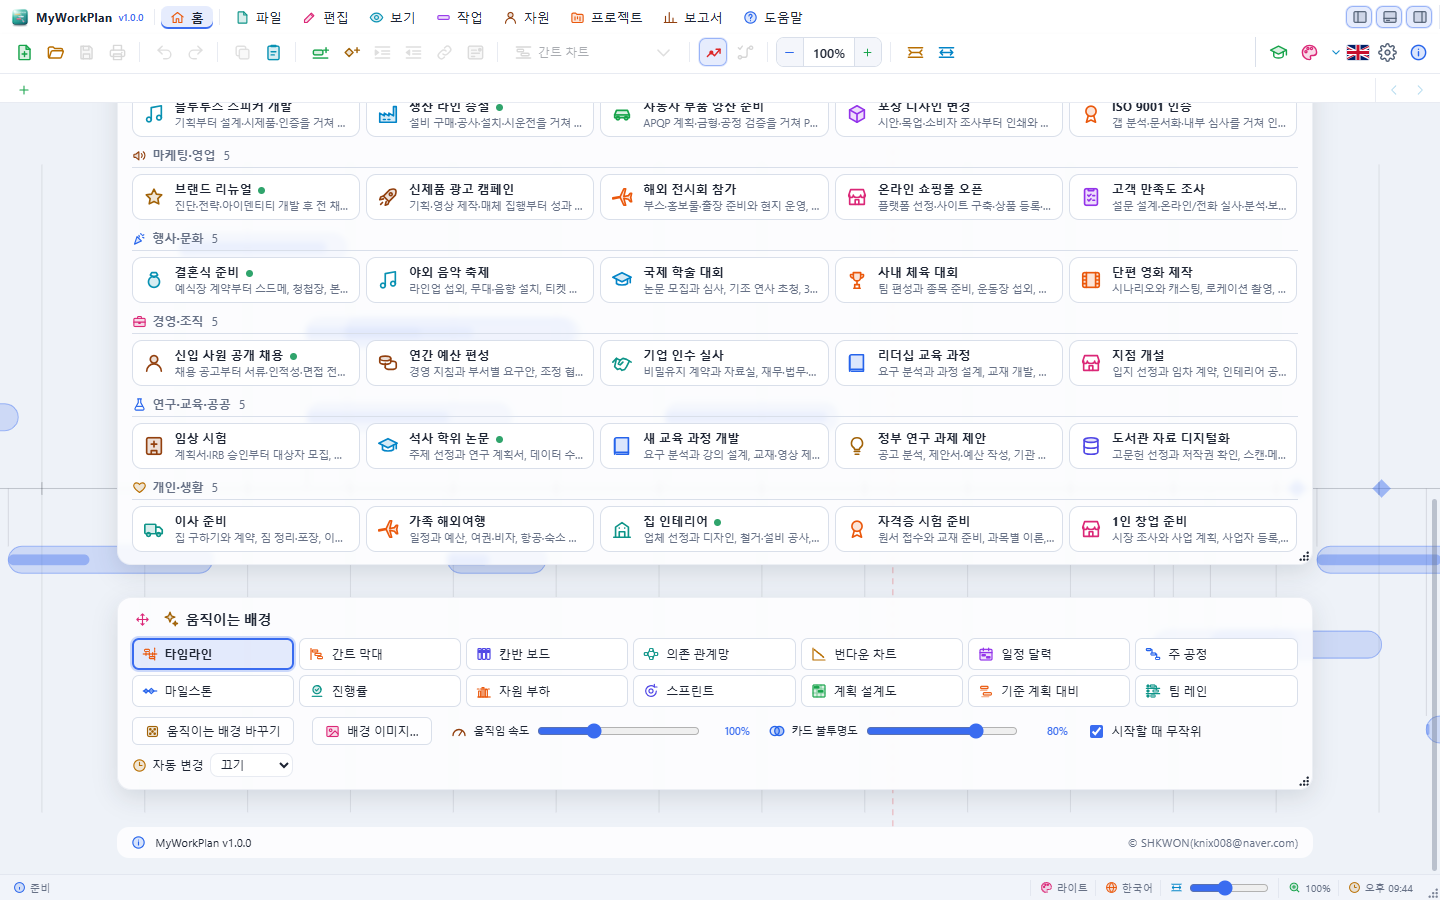 MyWorkPlan v1.0.0 홈 파일 편집 보기 작업 자원 프로젝트 보고서 도움말
간트 차트 100%
블루투스 스피커 개발
기획부터 설계·시제품·인증을 거쳐 ...
생산 라인 증설
설비 구매·공사·설치·시운전을 거쳐 ...
자동차 부품 양산 준비
APQP 계획·금형·공정 검증을 거쳐 P...
포장 디자인 변경
시안·목업·소비자 조사부터 인쇄와 ...
ISO 9001 인증
갭 분석·문서화·내부 심사를 거쳐 인...
마케팅·영업 5
브랜드 리뉴얼
진단·전략·아이덴티티 개발 후 전 채...
신제품 광고 캠페인
기획·영상 제작·매체 집행부터 성과 ...
해외 전시회 참가
부스·홍보물·출장 준비와 현지 운영, ...
온라인 쇼핑몰 오픈
플랫폼 선정·사이트 구축·상품 등록·...
고객 만족도 조사
설문 설계·온라인/전화 실사·분석·보...
행사·문화 5
결혼식 준비
예식장 계약부터 스드메, 청첩장, 본...
야외 음악 축제
라인업 섭외, 무대·음향 설치, 티켓 ...
국제 학술 대회
논문 모집과 심사, 기조 연사 초청, 3...
사내 체육 대회
팀 편성과 종목 준비, 운동장 섭외, ...
단편 영화 제작
시나리오와 캐스팅, 로케이션 촬영, ...
경영·조직 5
신입 사원 공개 채용
채용 공고부터 서류·인적성·면접 전...
연간 예산 편성
경영 지침과 부서별 요구안, 조정 협...
기업 인수 실사
비밀유지 계약과 자료실, 재무·법무·...
리더십 교육 과정
요구 분석과 과정 설계, 교재 개발, ...
지점 개설
입지 선정과 임차 계약, 인테리어 공...
연구·교육·공공 5
임상 시험
계획서·IRB 승인부터 대상자 모집, ...
석사 학위 논문
주제 선정과 연구 계획서, 데이터 수...
새 교육 과정 개발
요구 분석과 강의 설계, 교재·영상 제...
정부 연구 과제 제안
공고 분석, 제안서·예산 작성, 기관 ...
도서관 자료 디지털화
고문헌 선정과 저작권 확인, 스캔·메...
개인·생활 5
이사 준비
집 구하기와 계약, 짐 정리·포장, 이...
가족 해외여행
일정과 예산, 여권·비자, 항공·숙소 ...
집 인테리어
업체 선정과 디자인, 철거·설비 공사,...
자격증 시험 준비
원서 접수와 교재 준비, 과목별 이론,...
1인 창업 준비
시장 조사와 사업 계획, 사업자 등록,...
움직이는 배경
타임라인 간트 막대 칸반 보드 의존 관계망 번다운 차트 일정 달력 주 공정
마일스톤 진행률 자원 부하 스프린트 계획 설계도 기준 계획 대비 팀 레인
움직이는 배경 바꾸기 배경 이미지... 움직임 속도 100% 카드 불투명도 80% 시작할 때 무작위
자동 변경 끄기
MyWorkPlan v1.0.0 © SHKWON(knix008@naver.com)
준비 라이트 한국어 100% 오후 09:44